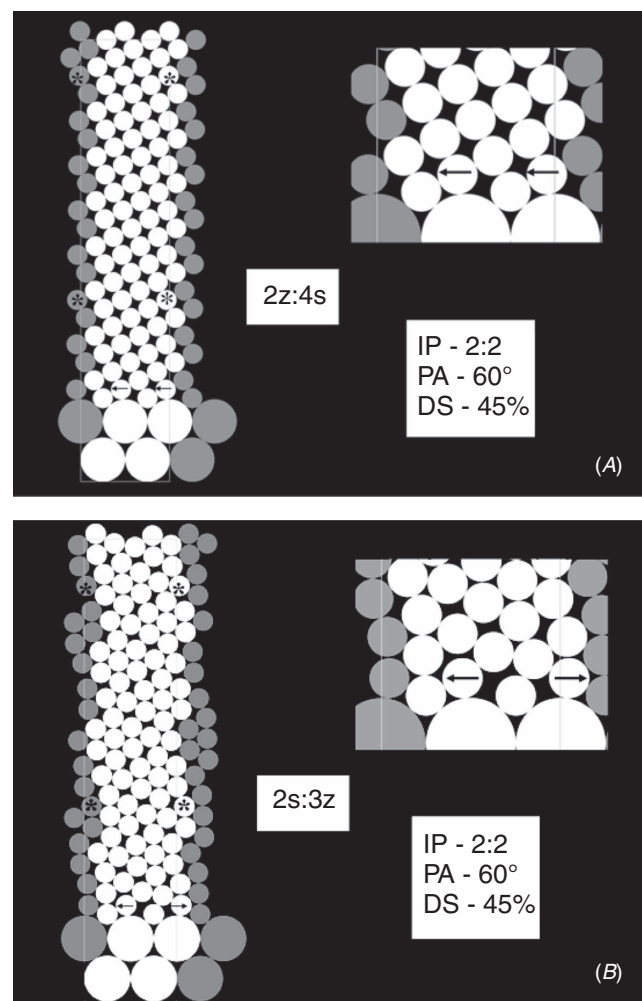 2z:4s
IP - 2:2
PA - 60°
DS - 45%
(A)
2s:3z
IP - 2:2
PA - 60°
DS - 45%
(B)